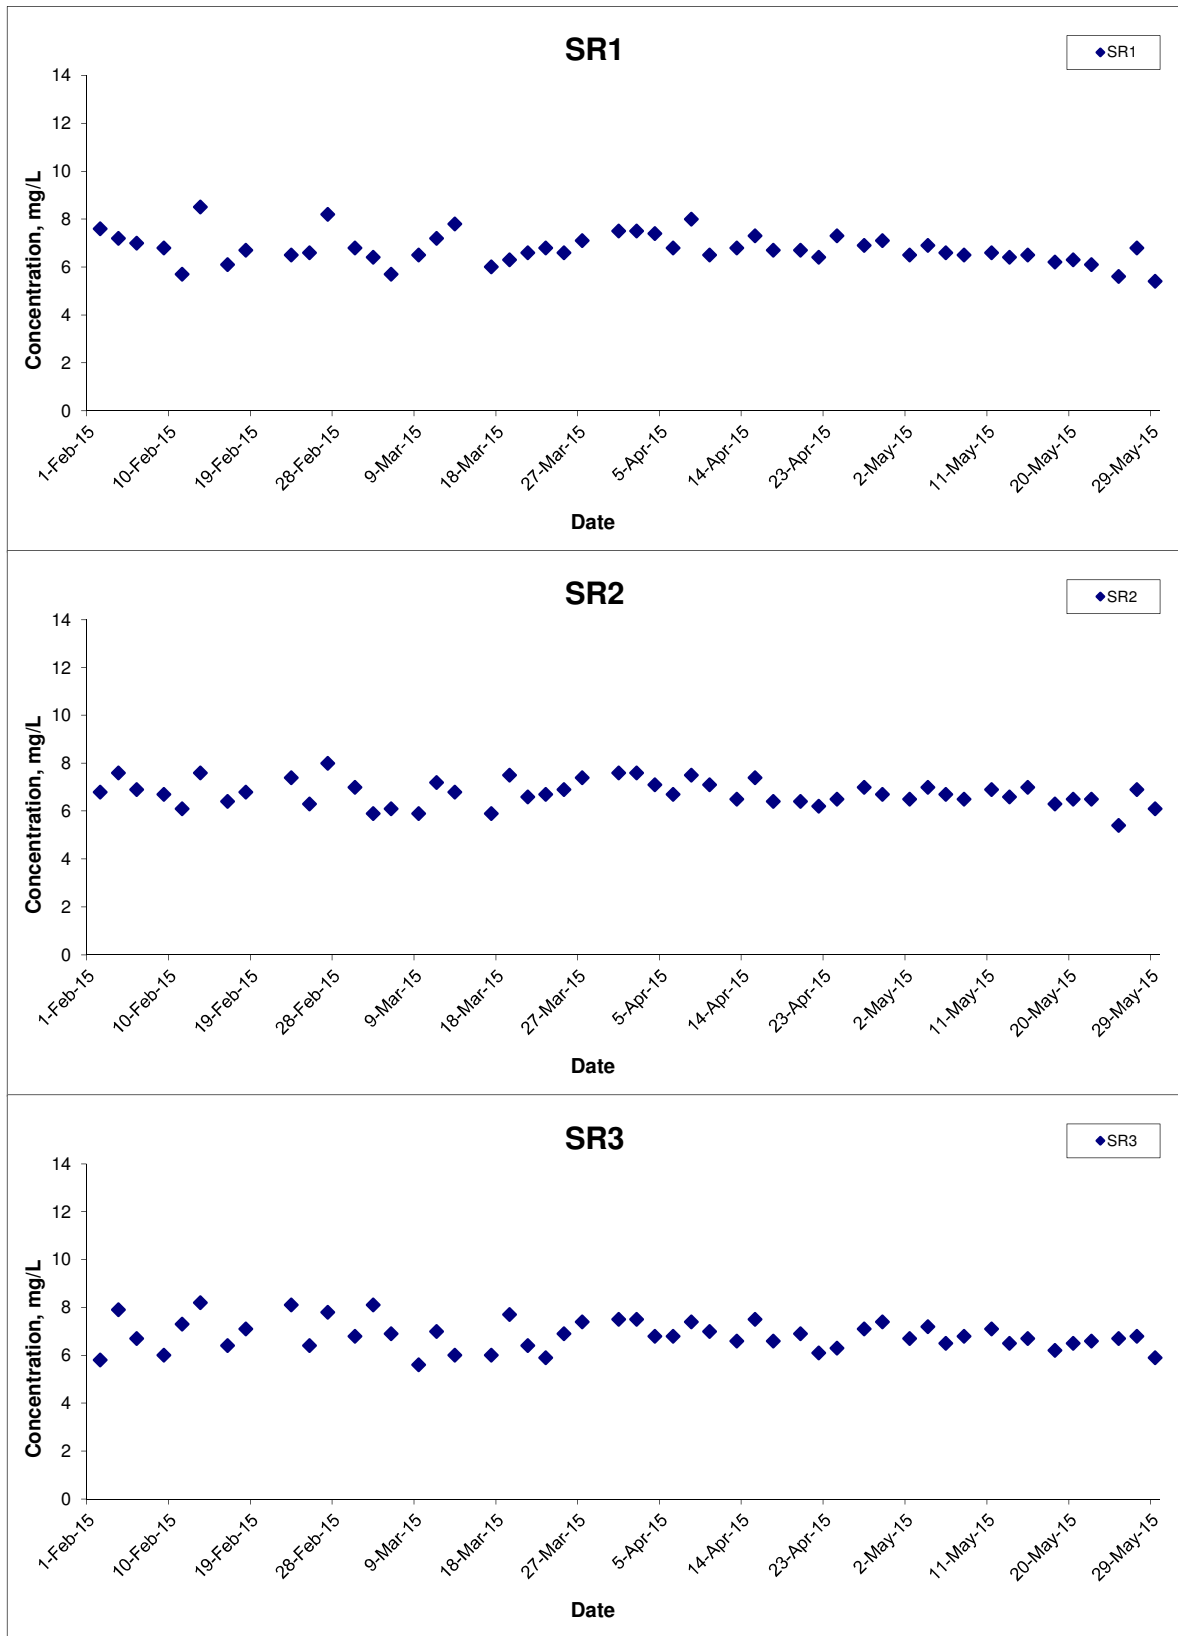 SR1
SR1
14
12
10
8
6
4
2
0
Concentration, mg/L
1-Feb-15
10-Feb-15
19-Feb-15
28-Feb-15
9-Mar-15
18-Mar-15
27-Mar-15
5-Apr-15
14-Apr-15
23-Apr-15
2-May-15
11-May-15
20-May-15
29-May-15
Date
SR2
SR2
14
12
10
8
6
4
2
0
Concentration, mg/L
1-Feb-15
10-Feb-15
19-Feb-15
28-Feb-15
9-Mar-15
18-Mar-15
27-Mar-15
5-Apr-15
14-Apr-15
23-Apr-15
2-May-15
11-May-15
20-May-15
29-May-15
Date
SR3
SR3
14
12
10
8
6
4
2
0
Concentration, mg/L
1-Feb-15
10-Feb-15
19-Feb-15
28-Feb-15
9-Mar-15
18-Mar-15
27-Mar-15
5-Apr-15
14-Apr-15
23-Apr-15
2-May-15
11-May-15
20-May-15
29-May-15
Date